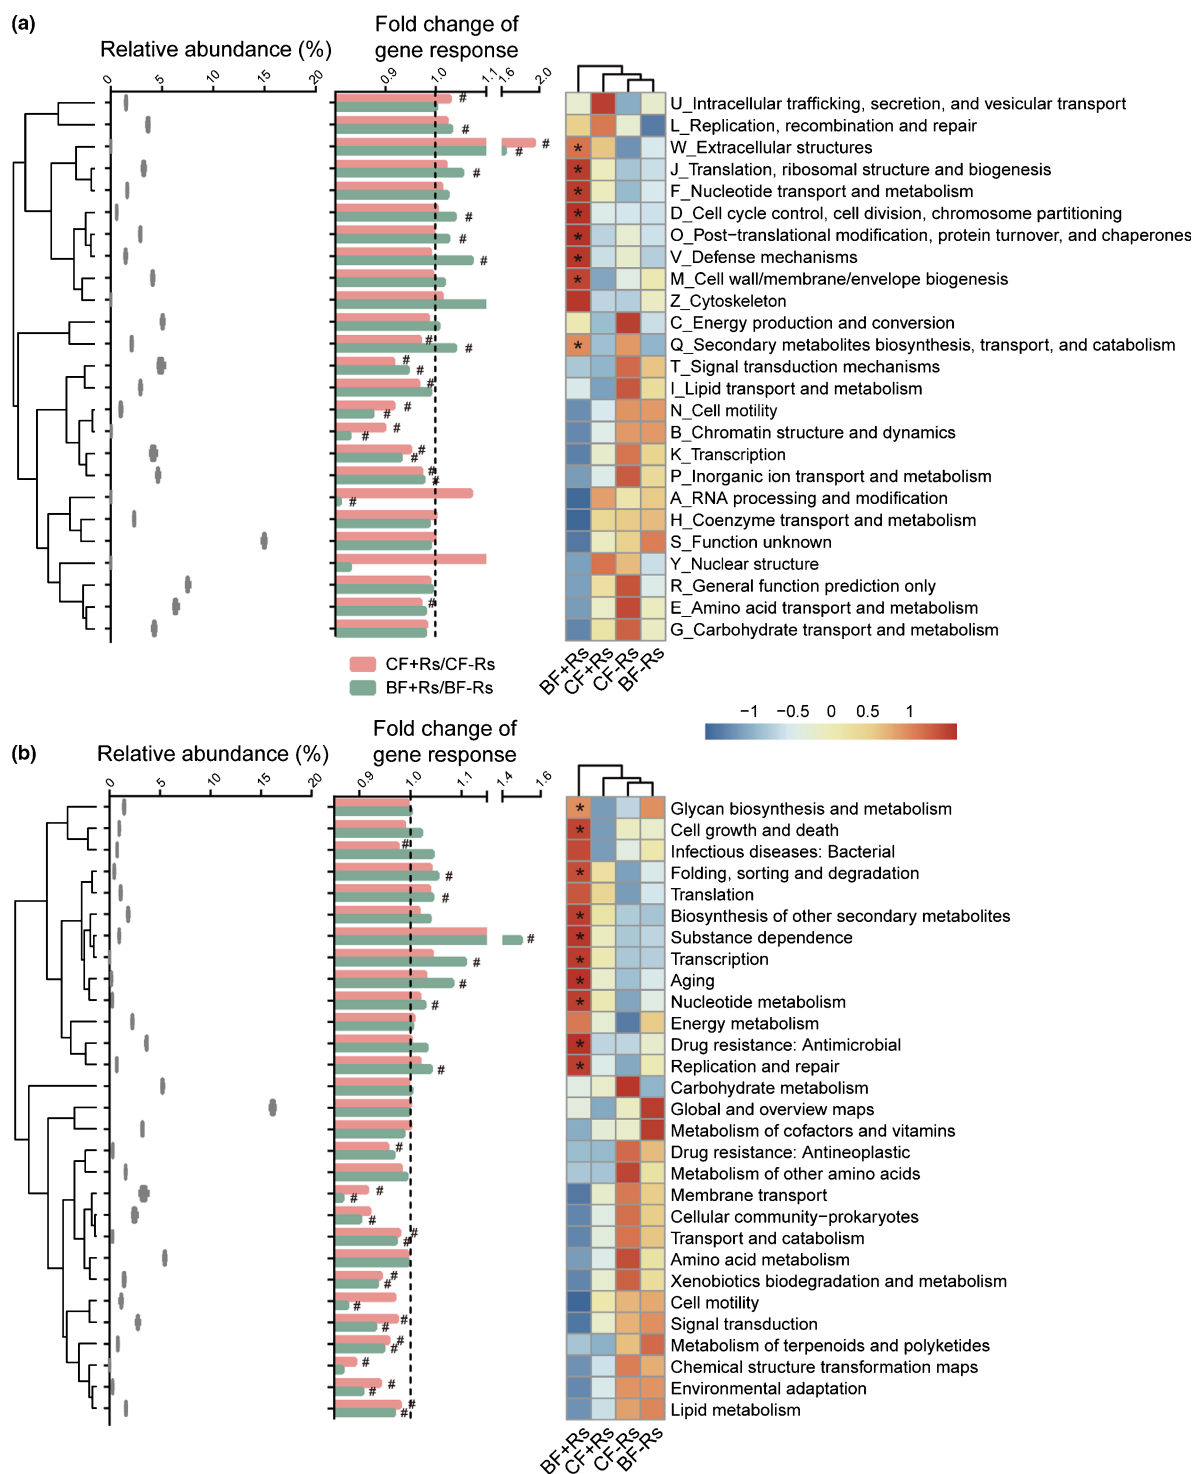 (a)
Relative abundance (%)
Fold change of
gene response
0 5 10 15 20
0.9 1.0 1.1 1.6 2.0
# U_Intracellular trafficking, secretion, and vesicular transport
# L_Replication, recombination and repair
# # * W_Extracellular structures
# * J_Translation, ribosomal structure and biogenesis
* F_Nucleotide transport and metabolism
# * D_Cell cycle control, cell division, chromosome partitioning
# * O_Post−translational modification, protein turnover, and chaperones
# * V_Defense mechanisms
* M_Cell wall/membrane/envelope biogenesis
Z_Cytoskeleton
C_Energy production and conversion
# # * Q_Secondary metabolites biosynthesis, transport, and catabolism
# # T_Signal transduction mechanisms
# I_Lipid transport and metabolism
# # N_Cell motility
# # B_Chromatin structure and dynamics
# # K_Transcription
# # P_Inorganic ion transport and metabolism
# A_RNA processing and modification
H_Coenzyme transport and metabolism
S_Function unknown
Y_Nuclear structure
R_General function prediction only
# E_Amino acid transport and metabolism
G_Carbohydrate transport and metabolism
BF+Rs CF+Rs CF-Rs BF-Rs
CF+Rs/CF-Rs
BF+Rs/BF-Rs
−1 −0.5 0 0.5 1
(b)
Relative abundance (%)
Fold change of
gene response
0 5 10 15 20
0.9 1.0 1.1 1.4 1.6
* Glycan biosynthesis and metabolism
* Cell growth and death
# Infectious diseases: Bacterial
# * Folding, sorting and degradation
# Translation
* Biosynthesis of other secondary metabolites
# * Substance dependence
# * Transcription
# * Aging
# * Nucleotide metabolism
Energy metabolism
* Drug resistance: Antimicrobial
# * Replication and repair
Carbohydrate metabolism
Global and overview maps
Metabolism of cofactors and vitamins
# Drug resistance: Antineoplastic
Metabolism of other amino acids
# # Membrane transport
# Cellular community−prokaryotes
# # Transport and catabolism
Amino acid metabolism
# # Xenobiotics biodegradation and metabolism
# Cell motility
# # Signal transduction
# # Metabolism of terpenoids and polyketides
# Chemical structure transformation maps
# # Environmental adaptation
# # Lipid metabolism
BF+Rs CF+Rs CF-Rs BF-Rs